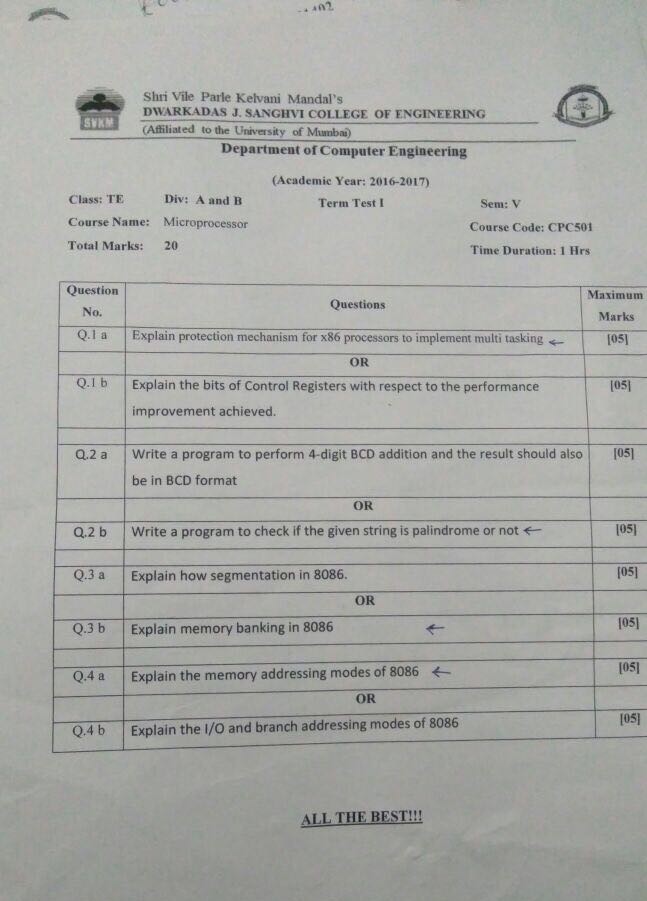 SVKM
Shri Vile Parle Kelvani Mandal's
DWARKADAS J. SANGHVI COLLEGE OF ENGINEERING
(Affiliated to the University of Mumbai)
Department of Computer Engineering
(Academic Year: 2016-2017)
Class: TE Div: A and B Term Test I Sem: V
Course Name: Microprocessor Course Code: CPC501
Total Marks: 20 Time Duration: 1 Hrs
Question No. Questions Maximum Marks
Q.1 a Explain protection mechanism for x86 processors to implement multi tasking ← [05]
OR
Q.1 b Explain the bits of Control Registers with respect to the performance [05]
improvement achieved.
Q.2 a Write a program to perform 4-digit BCD addition and the result should also [05]
be in BCD format
OR
Q.2 b Write a program to check if the given string is palindrome or not ← [05]
Q.3 a Explain how segmentation in 8086. [05]
OR
Q.3 b Explain memory banking in 8086 ← [05]
Q.4 a Explain the memory addressing modes of 8086 ← [05]
OR
Q.4 b Explain the I/O and branch addressing modes of 8086 [05]
ALL THE BEST!!!